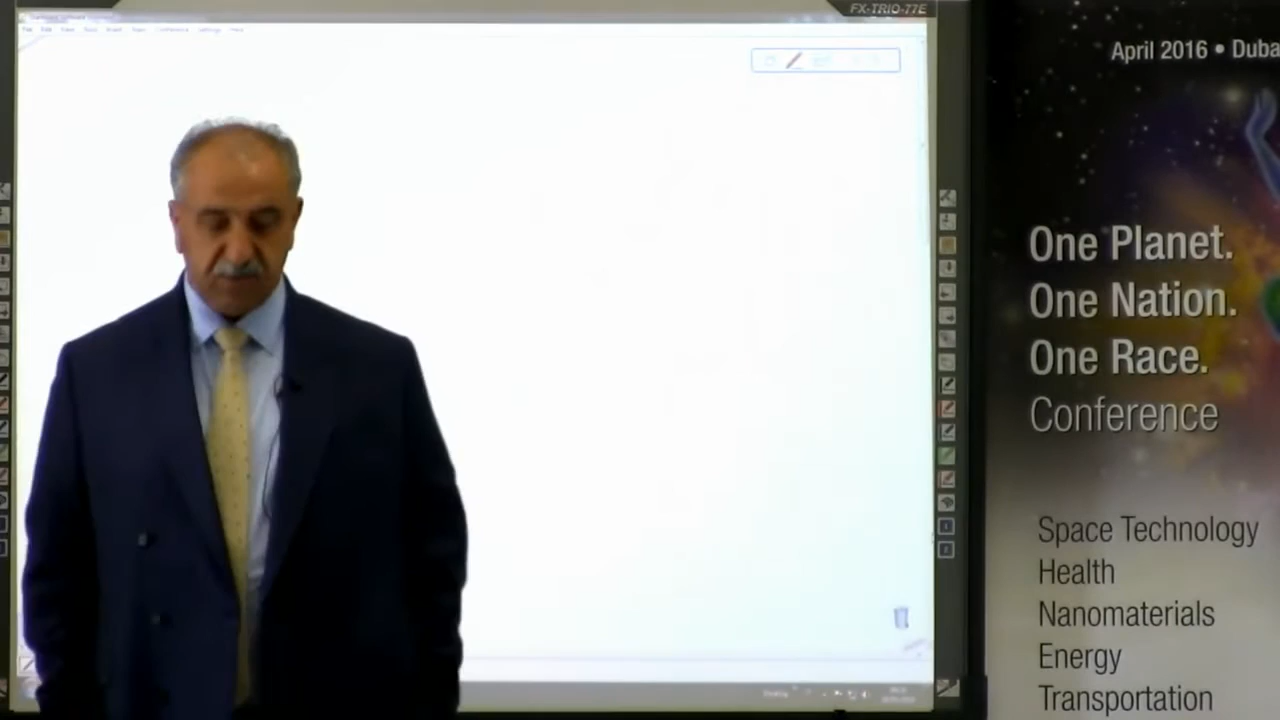 FX-TRIO-77E
April 2016 • Duba
One Planet.
One Nation.
One Race.
Conference
Space Technology
Health
Nanomaterials
Energy
Transportation